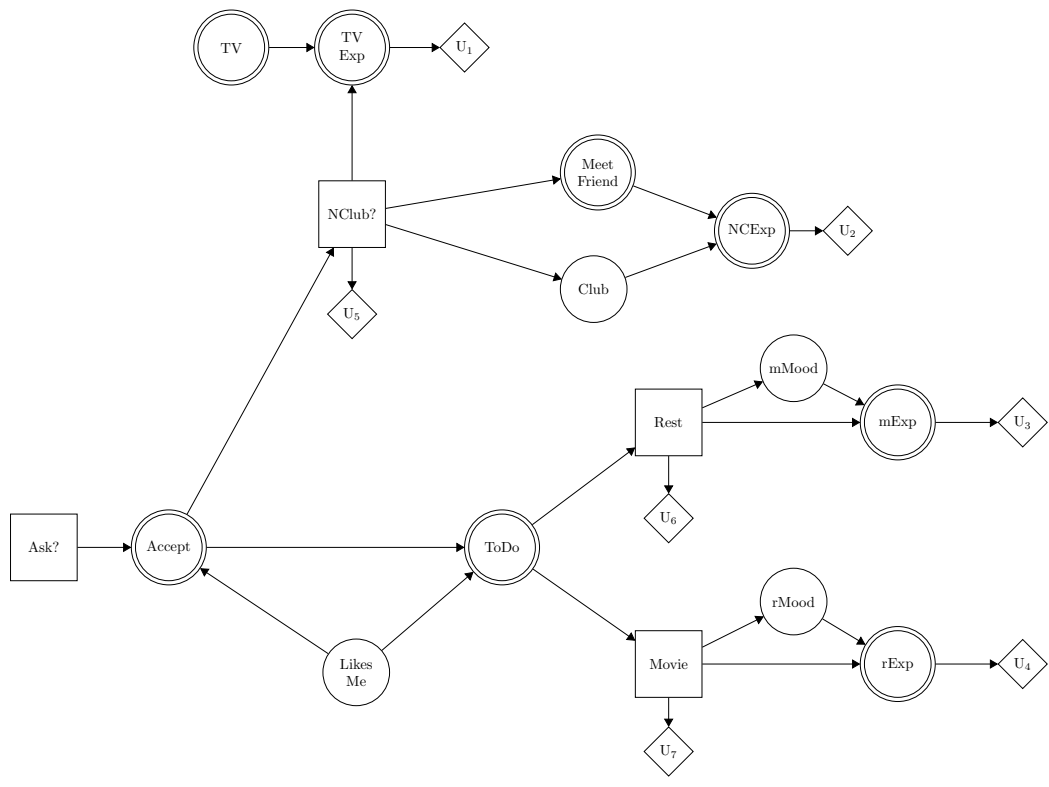 TV
TV
Exp
U1
NClub?
Meet
Friend
NCExp
U2
Club
U5
mMood
Rest
mExp
U3
U6
Ask?
Accept
ToDo
rMood
Likes
Me
Movie
rExp
U4
U7